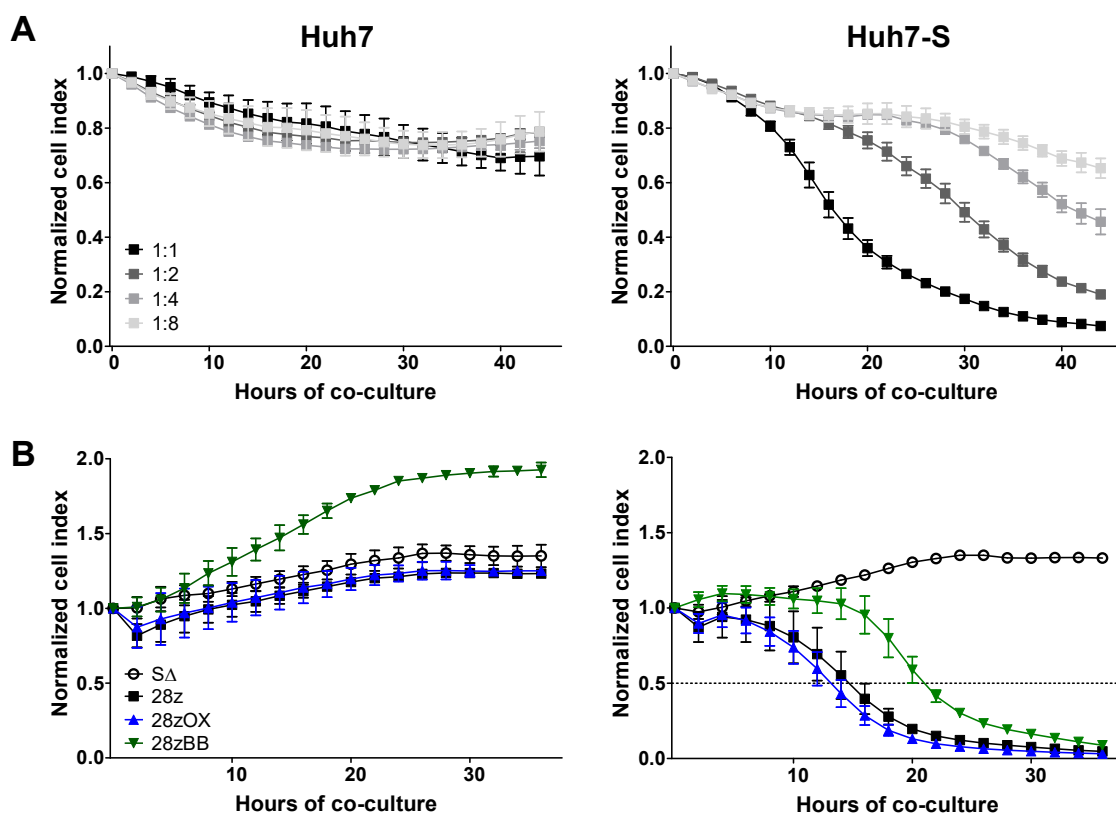 A
Huh7
Huh7-S
Normalized cell index
1.0
0.8
0.6
0.4
0.2
0.0
1:1
1:2
1:4
1:8
0
10
20
30
40
Hours of co-culture
Normalized cell index
1.0
0.8
0.6
0.4
0.2
0.0
0
10
20
30
40
Hours of co-culture
B
Normalized cell index
2.0
1.5
1.0
0.5
0.0
SΔ
28z
28zOX
28zBB
10
20
30
Hours of co-culture
Normalized cell index
2.0
1.5
1.0
0.5
0.0
10
20
30
Hours of co-culture